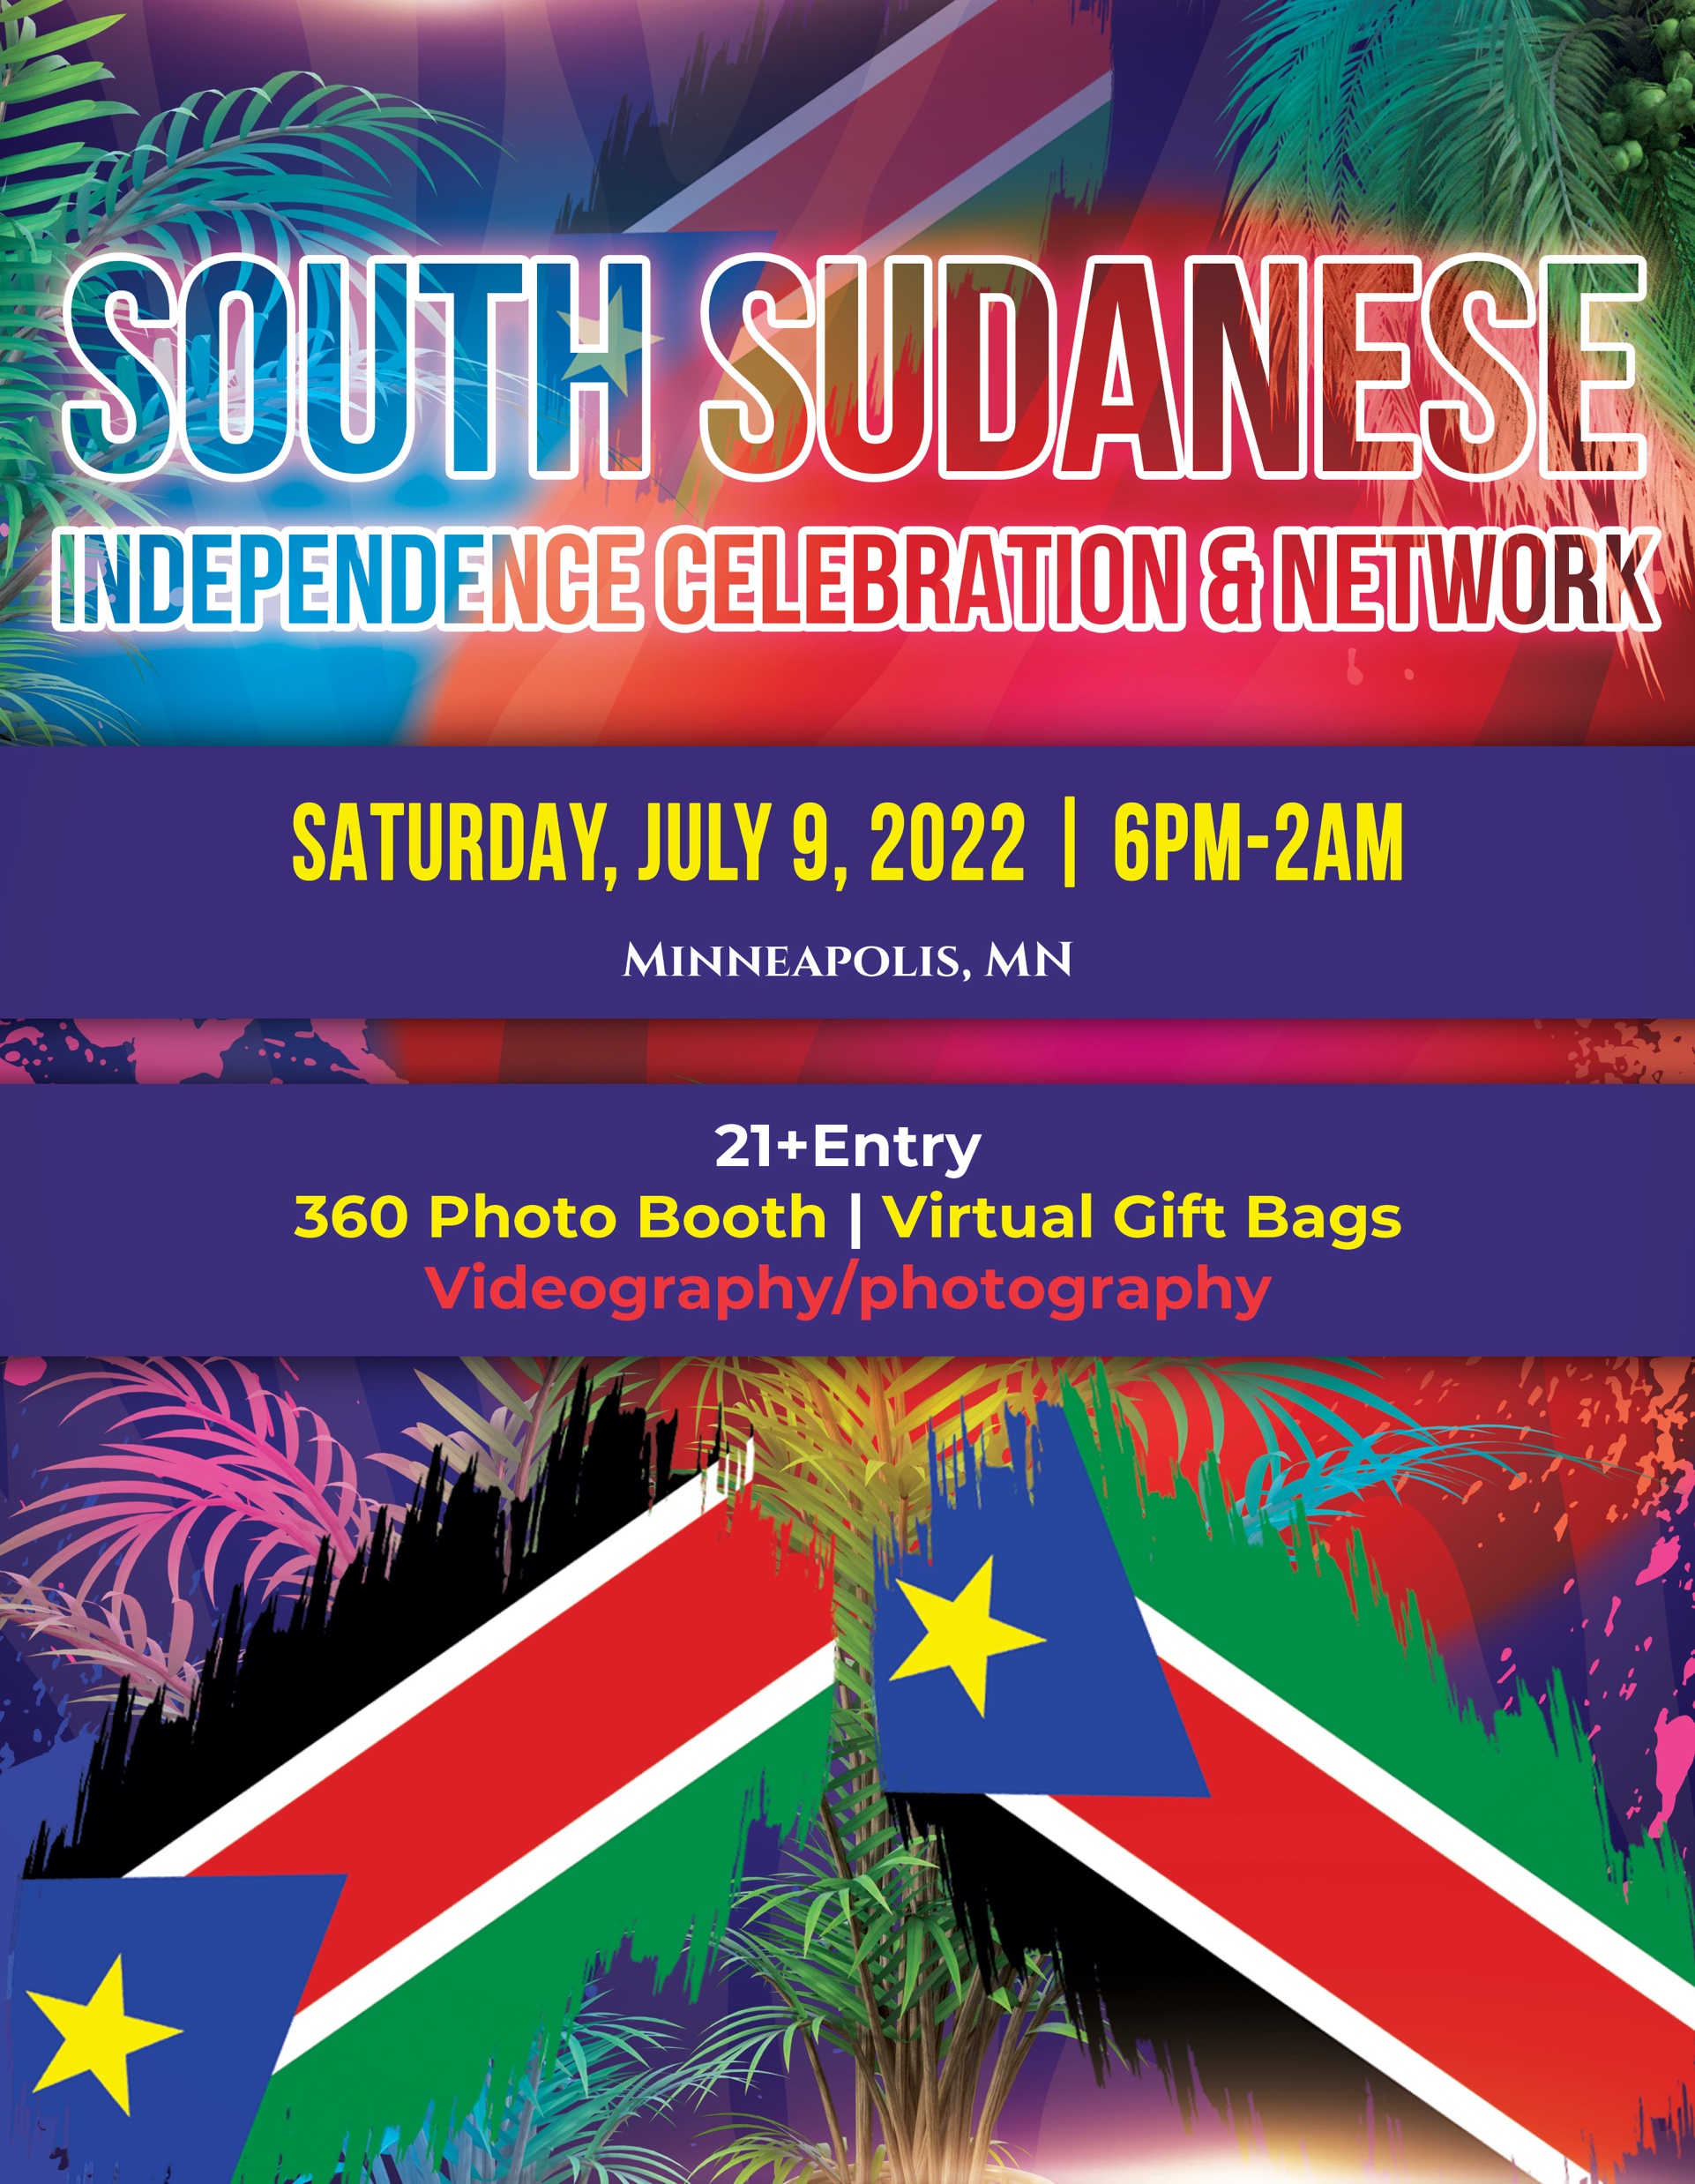 SOUTH SUDANESE
INDEPENDENCE CELEBRATION & NETWORK
SATURDAY, JULY 9, 2022 | 6PM-2AM
Minneapolis, MN
21+Entry
360 Photo Booth | Virtual Gift Bags
Videography/photography